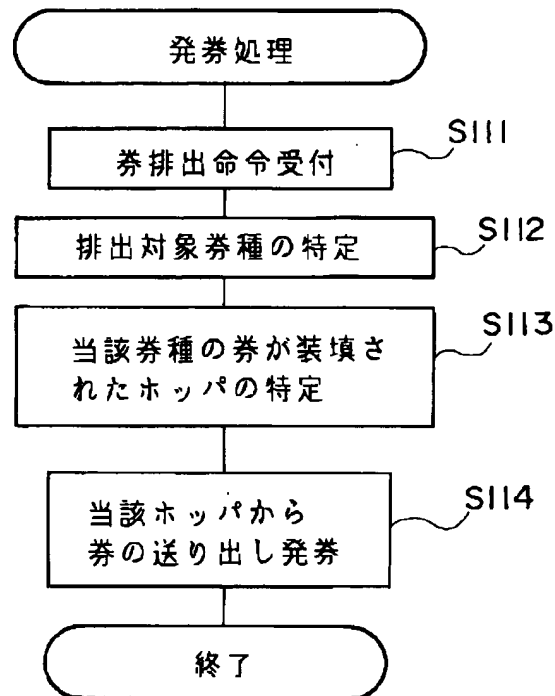 発券処理
券排出命令受付
S111
排出対象券種の特定
S112
当該券種の券が装填さ
れたホッパの特定
S113
当該ホッパから
券の送り出し発券
S114
終了